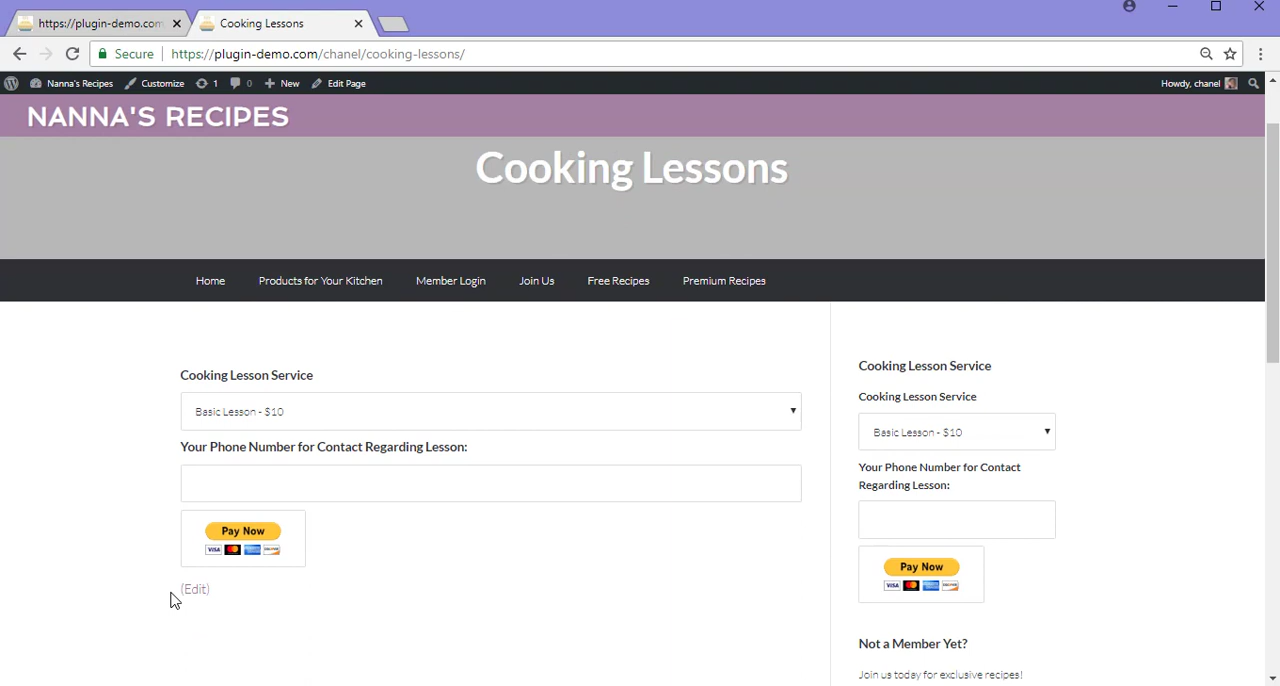 https://plugin-demo.com
Cooking Lessons
Secure
https://plugin-demo.com/chanel/cooking-lessons/
Nanna's Recipes
Customize
1
0
New
Edit Page
Howdy, chanel
NANNA'S RECIPES
Cooking Lessons
Home
Products for Your Kitchen
Member Login
Join Us
Free Recipes
Premium Recipes
Cooking Lesson Service
Basic Lesson - $10
Your Phone Number for Contact Regarding Lesson:
Pay Now
VISA
(Edit)
Cooking Lesson Service
Cooking Lesson Service
Basic Lesson - $10
Your Phone Number for Contact
Regarding Lesson:
Pay Now
VISA
Not a Member Yet?
Join us today for exclusive recipes!